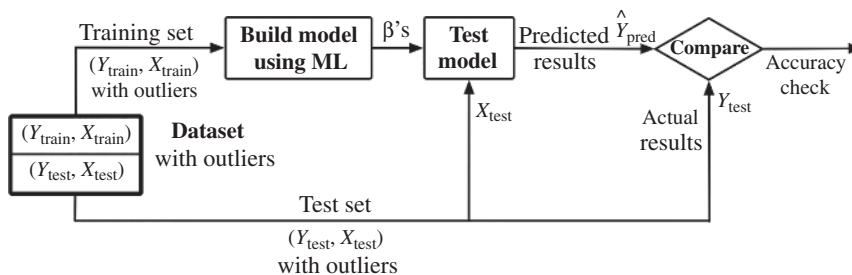 Training set
(Y_train, X_train)
with outliers
Build model
using ML
β's
Test
model
Predicted Ŷ_pred
results
Compare
Accuracy
check
(Y_train, X_train)
(Y_test, X_test)
Dataset
with outliers
X_test
Actual
results
Y_test
Test set
(Y_test, X_test)
with outliers